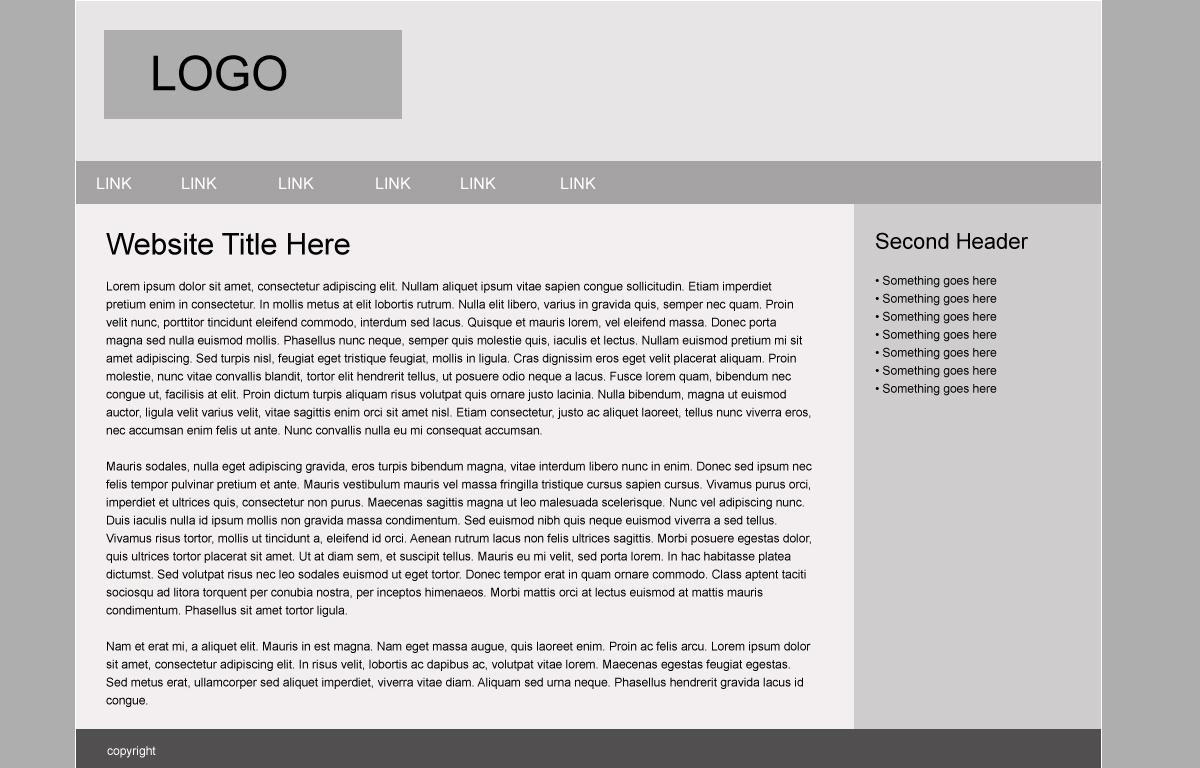 LOGO
LINK LINK LINK LINK LINK LINK
Website Title Here
Lorem ipsum dolor sit amet, consectetur adipiscing elit. Nullam aliquet ipsum vitae sapien congue sollicitudin. Etiam imperdiet
pretium enim in consectetur. In mollis metus at elit lobortis rutrum. Nulla elit libero, varius in gravida quis, semper nec quam. Proin
velit nunc, porttitor tincidunt eleifend commodo, interdum sed lacus. Quisque et mauris lorem, vel eleifend massa. Donec porta
magna sed nulla euismod mollis. Phasellus nunc neque, semper quis molestie quis, iaculis et lectus. Nullam euismod pretium mi sit
amet adipiscing. Sed turpis nisl, feugiat eget tristique feugiat, mollis in ligula. Cras dignissim eros eget velit placerat aliquam. Proin
molestie, nunc vitae convallis blandit, tortor elit hendrerit tellus, ut posuere odio neque a lacus. Fusce lorem quam, bibendum nec
congue ut, facilisis at elit. Proin dictum turpis aliquam risus volutpat quis ornare justo lacinia. Nulla bibendum, magna ut euismod
auctor, ligula velit varius velit, vitae sagittis enim orci sit amet nisl. Etiam consectetur, justo ac aliquet laoreet, tellus nunc viverra eros,
nec accumsan enim felis ut ante. Nunc convallis nulla eu mi consequat accumsan.
Mauris sodales, nulla eget adipiscing gravida, eros turpis bibendum magna, vitae interdum libero nunc in enim. Donec sed ipsum nec
felis tempor pulvinar pretium et ante. Mauris vestibulum mauris vel massa fringilla tristique cursus sapien cursus. Vivamus purus orci,
imperdiet et ultrices quis, consectetur non purus. Maecenas sagittis magna ut leo malesuada scelerisque. Nunc vel adipiscing nunc.
Duis iaculis nulla id ipsum mollis non gravida massa condimentum. Sed euismod nibh quis neque euismod viverra a sed tellus.
Vivamus risus tortor, mollis ut tincidunt a, eleifend id orci. Aenean rutrum lacus non felis ultrices sagittis. Morbi posuere egestas dolor,
quis ultrices tortor placerat sit amet. Ut at diam sem, et suscipit tellus. Mauris eu mi velit, sed porta lorem. In hac habitasse platea
dictumst. Sed volutpat risus nec leo sodales euismod ut eget tortor. Donec tempor erat in quam ornare commodo. Class aptent taciti
sociosqu ad litora torquent per conubia nostra, per inceptos himenaeos. Morbi mattis orci at lectus euismod at mattis mauris
condimentum. Phasellus sit amet tortor ligula.
Nam et erat mi, a aliquet elit. Mauris in est magna. Nam eget massa augue, quis laoreet enim. Proin ac felis arcu. Lorem ipsum dolor
sit amet, consectetur adipiscing elit. In risus velit, lobortis ac dapibus ac, volutpat vitae lorem. Maecenas egestas feugiat egestas.
Sed metus erat, ullamcorper sed aliquet imperdiet, viverra vitae diam. Aliquam sed urna neque. Phasellus hendrerit gravida lacus id
congue.
Second Header
• Something goes here
• Something goes here
• Something goes here
• Something goes here
• Something goes here
• Something goes here
• Something goes here
copyright